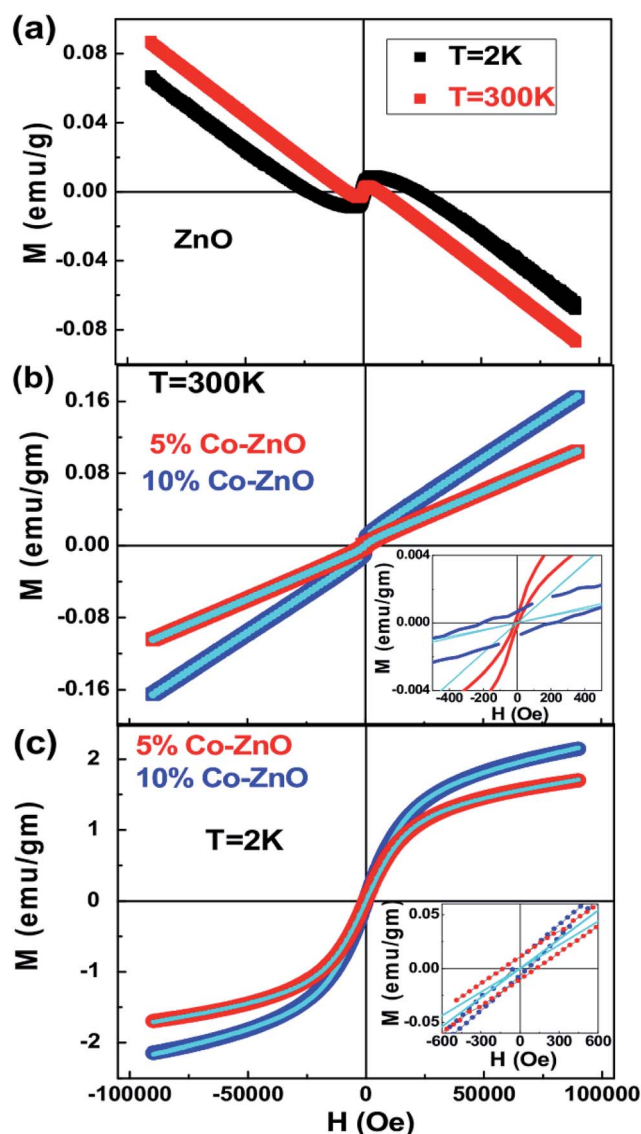 (a)
T=2K
T=300K
0.08
0.04
0.00
-0.04
-0.08
M (emu/g)
ZnO
(b)
T=300K
5% Co-ZnO
10% Co-ZnO
0.16
0.08
0.00
-0.08
-0.16
M (emu/gm)
0.004
0.000
-0.004
M (emu/gm)
-400 -200 0 200 400
H (Oe)
(c)
5% Co-ZnO
10% Co-ZnO
T=2K
2
1
0
-1
-2
M (emu/gm)
0.05
0.00
-0.05
M (emu/gm)
-600 -300 0 300 600
H (Oe)
-100000 -50000 0 50000 100000
H (Oe)